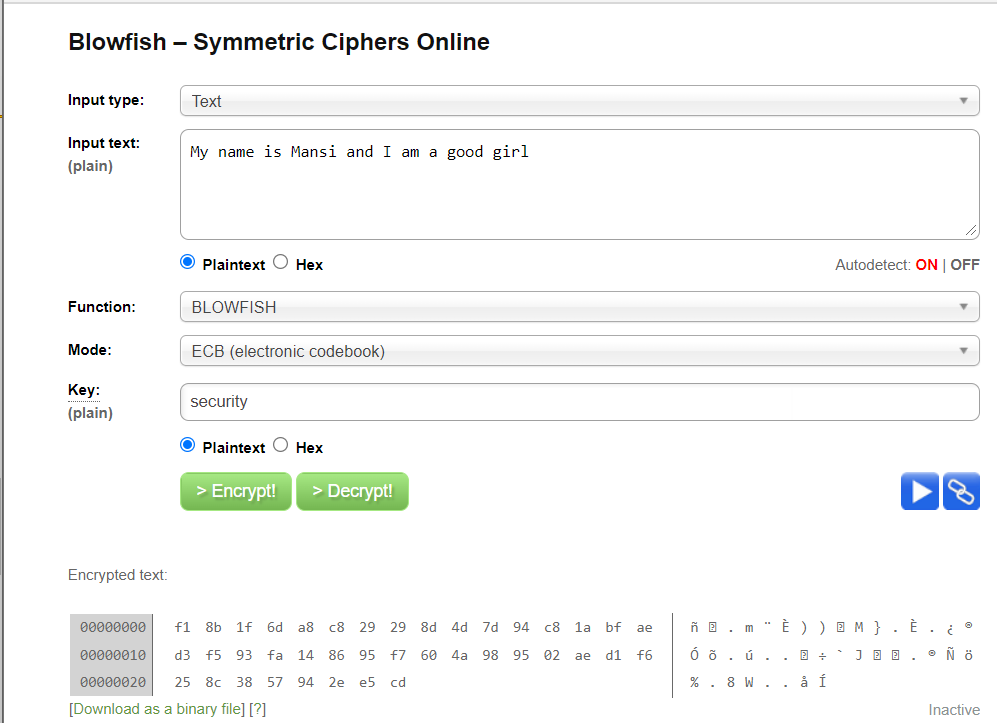 Blowfish – Symmetric Ciphers Online
Input type: Text
Input text: My name is Mansi and I am a good girl
(plain)
Plaintext Hex Autodetect: ON | OFF
Function: BLOWFISH
Mode: ECB (electronic codebook)
Key: security
(plain)
Plaintext Hex
> Encrypt! > Decrypt!
Encrypted text:
00000000 f1 8b 1f 6d a8 c8 29 29 8d 4d 7d 94 c8 1a bf ae ñ . m ¨ È ) ) M } . È . ¿ ®
00000010 d3 f5 93 fa 14 86 95 f7 60 4a 98 95 02 ae d1 f6 Ó õ . ú . . ÷ ` J . ® Ñ ö
00000020 25 8c 38 57 94 2e e5 cd % . 8 W . . å Í
[Download as a binary file] [?] Inactive